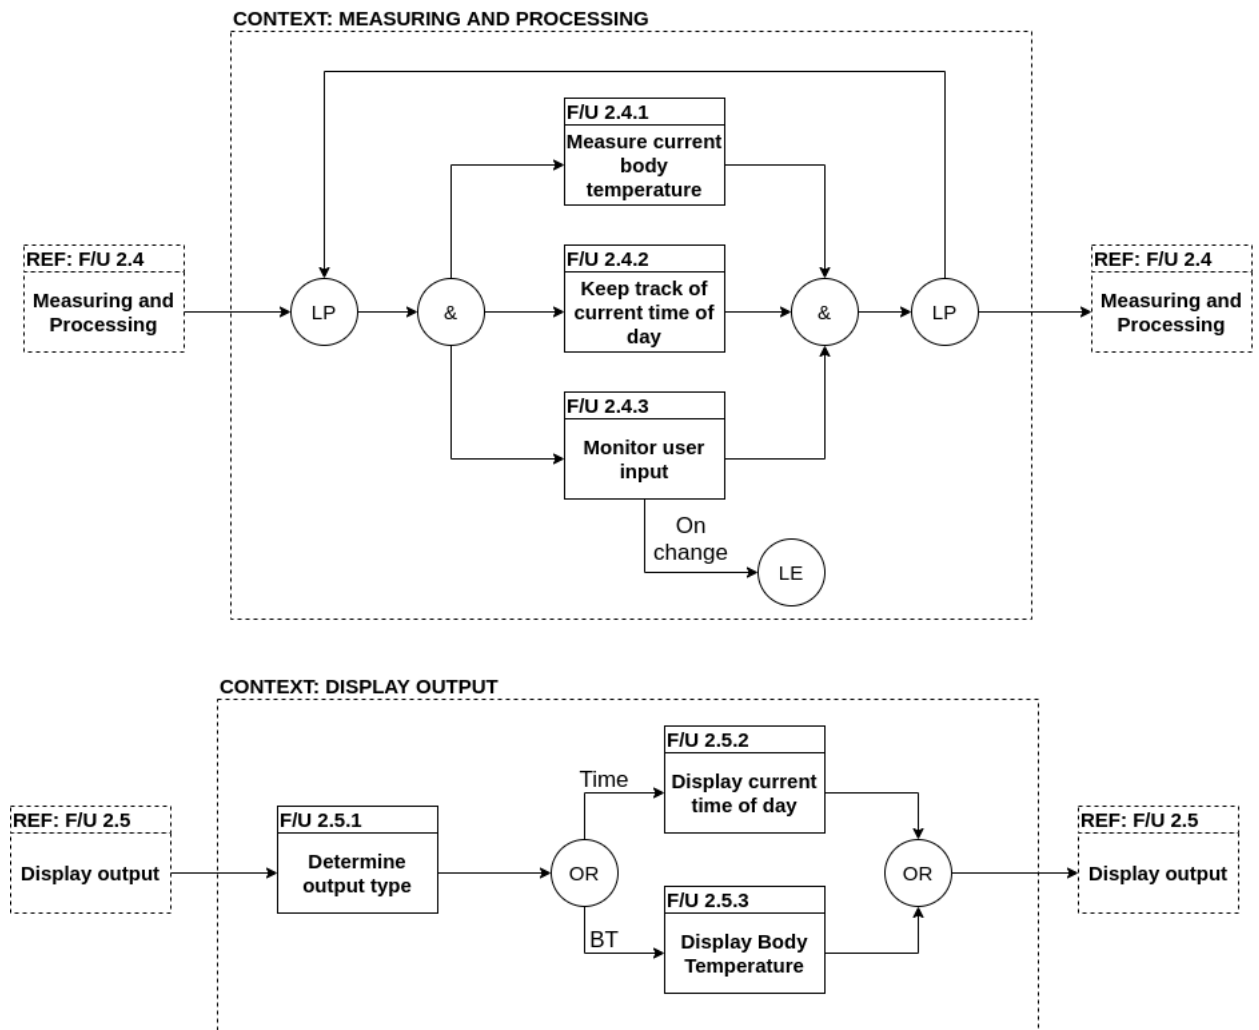 CONTEXT: MEASURING AND PROCESSING
F/U 2.4.1
Measure current
body
temperature
REF: F/U 2.4
Measuring and
Processing
LP
&
F/U 2.4.2
Keep track of
current time of
day
&
LP
REF: F/U 2.4
Measuring and
Processing
F/U 2.4.3
Monitor user
input
On
change
LE
CONTEXT: DISPLAY OUTPUT
F/U 2.5.2
Time
Display current
time of day
REF: F/U 2.5
Display output
F/U 2.5.1
Determine
output type
OR
OR
REF: F/U 2.5
Display output
F/U 2.5.3
BT
Display Body
Temperature